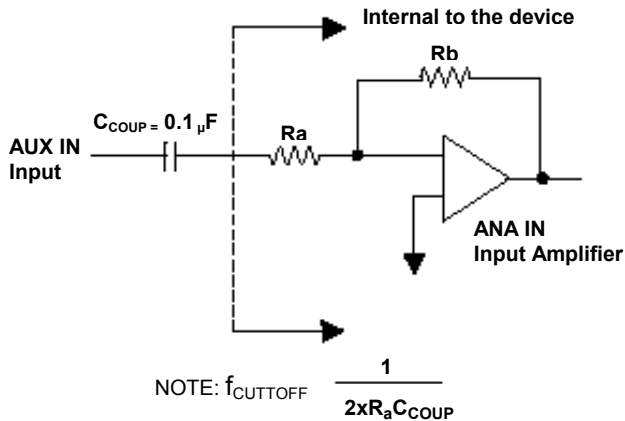 Internal to the device
Rb
C_COUP = 0.1 µF
Ra
AUX IN
Input
ANA IN
Input Amplifier
NOTE: f_CUTTOFF 1
2xR_aC_COUP